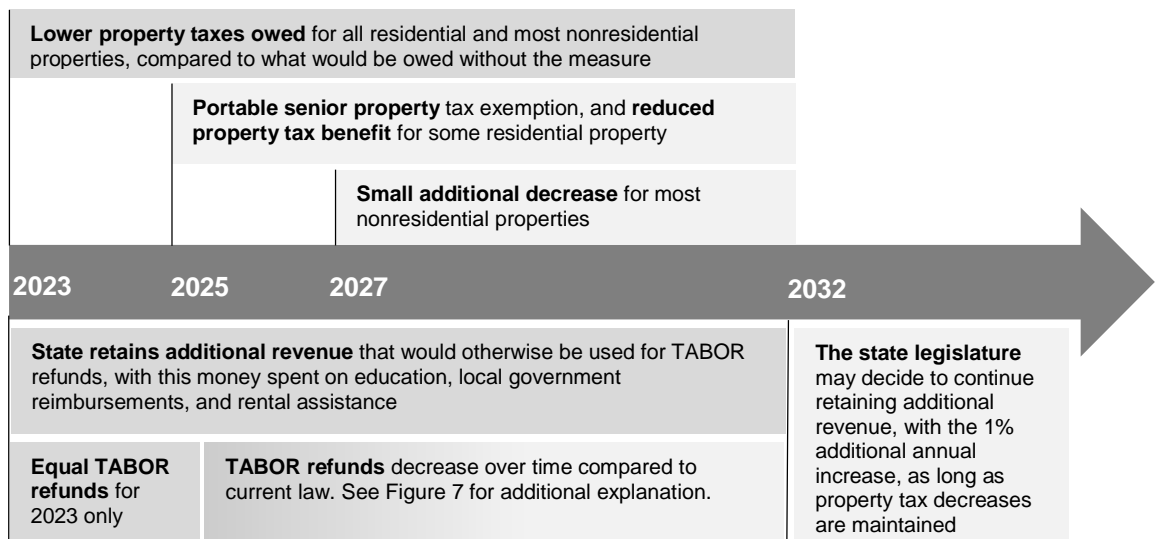 Lower property taxes owed for all residential and most nonresidential
properties, compared to what would be owed without the measure
Portable senior property tax exemption, and reduced
property tax benefit for some residential property
Small additional decrease for most
nonresidential properties
2023
2025
2027
2032
State retains additional revenue that would otherwise be used for TABOR
refunds, with this money spent on education, local government
reimbursements, and rental assistance
Equal TABOR
refunds for
2023 only
TABOR refunds decrease over time compared to
current law. See Figure 7 for additional explanation.
The state legislature
may decide to continue
retaining additional
revenue, with the 1%
additional annual
increase, as long as
property tax decreases
are maintained